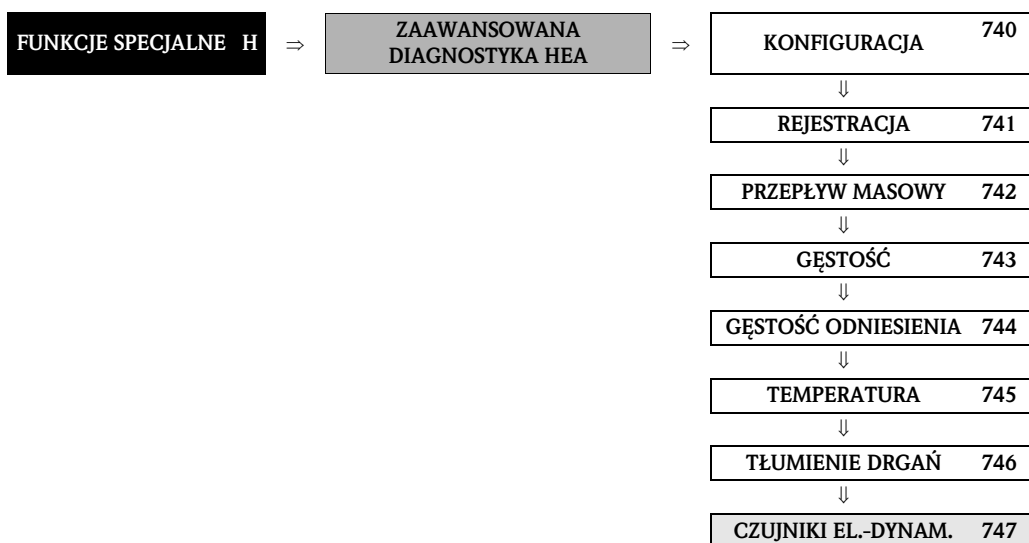 FUNKCJE SPECJALNE H ⇒ ZAAWANSOWANA DIAGNOSTYKA HEA ⇒ KONFIGURACJA 740
⇓
REJESTRACJA 741
⇓
PRZEPŁYW MASOWY 742
⇓
GĘSTOŚĆ 743
⇓
GĘSTOŚĆ ODNIESIENIA 744
⇓
TEMPERATURA 745
⇓
TŁUMIENIE DRGAŃ 746
⇓
CZUJNIKI EL.-DYNAM. 747